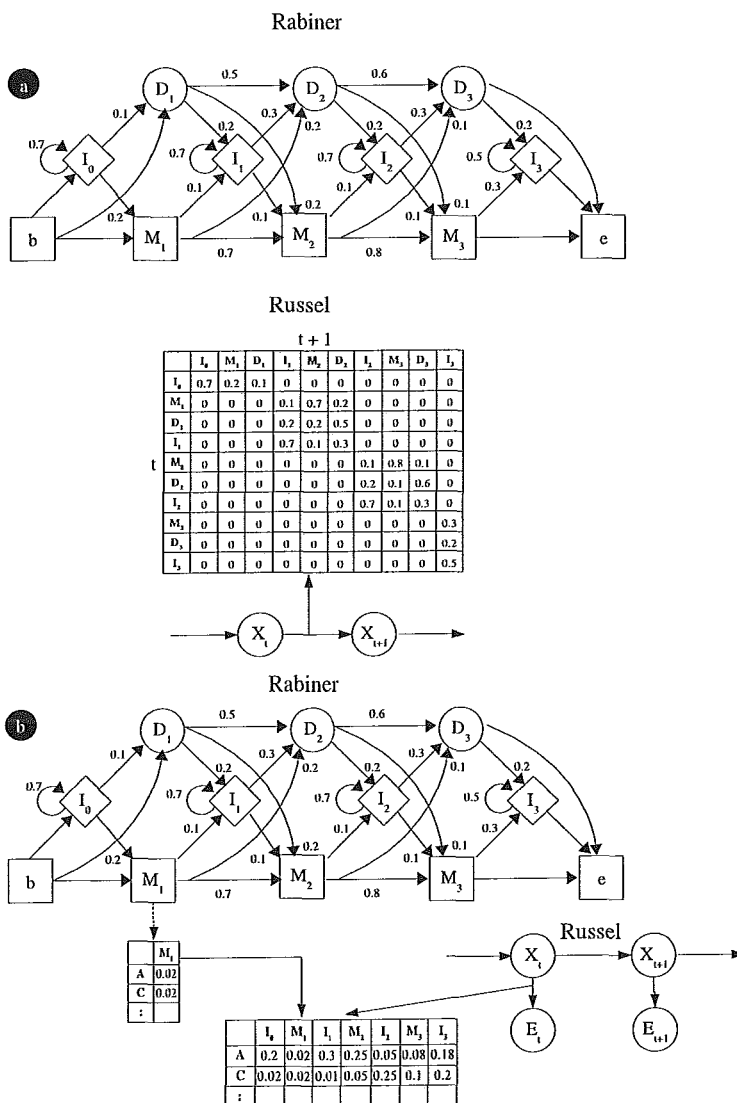 Rabiner
a
D1 0.5 D2 0.6 D3
0.1 0.2 0.3 0.2 0.2 0.3 0.1 0.2
0.7 I0 0.7 I1 0.7 I2 0.5 I3
0.2 0.1 0.1 0.2 0.1 0.1 0.1 0.3
b M1 0.7 M2 0.8 M3 e
Russel
t + 1
I0 M1 D1 I1 M2 D2 I2 M3 D3 I3
I0 0.7 0.2 0.1 0 0 0 0 0 0 0
M1 0 0 0 0.1 0.7 0.2 0 0 0 0
D1 0 0 0 0.2 0.2 0.5 0 0 0 0
I1 0 0 0 0.7 0.1 0.3 0 0 0 0
t M2 0 0 0 0 0 0 0.1 0.8 0.1 0
D2 0 0 0 0 0 0 0.2 0.1 0.6 0
I2 0 0 0 0 0 0 0.7 0.1 0.3 0
M3 0 0 0 0 0 0 0 0 0 0.3
D3 0 0 0 0 0 0 0 0 0 0.2
I3 0 0 0 0 0 0 0 0 0 0.5
Xt Xt+1
Rabiner
b
D1 0.5 D2 0.6 D3
0.1 0.2 0.3 0.2 0.2 0.3 0.1 0.2
0.7 I0 0.7 I1 0.7 I2 0.5 I3
0.2 0.1 0.1 0.2 0.1 0.1 0.1 0.3
b M1 0.7 M2 0.8 M3 e
Russel
M1
A 0.02
C 0.02
:
Xt Xt+1
Et Et+1
I0 M1 I1 M2 I2 M3 I3
A 0.2 0.02 0.3 0.25 0.05 0.08 0.18
C 0.02 0.02 0.01 0.05 0.25 0.1 0.2
: